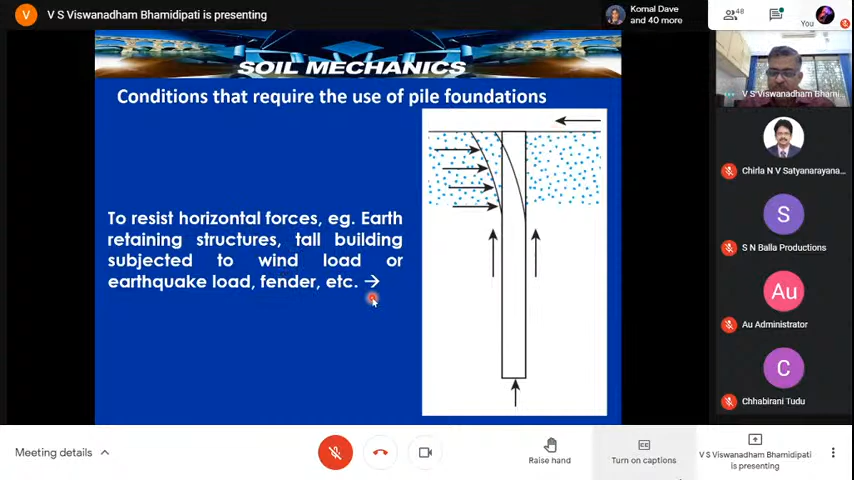 V
V S Viswanadham Bhamidipati is presenting
Komal Dave
and 40 more
48
You
SOIL MECHANICS
Conditions that require the use of pile foundations
To resist horizontal forces, eg. Earth
retaining structures, tall building
subjected to wind load or
earthquake load, fender, etc. →
V S Viswanadham Bhami...
Chirla N V Satyanarayana...
S
S N Balla Productions
Au
Au Administrator
C
Chhabirani Tudu
Meeting details
Raise hand
Turn on captions
V S Viswanadham Bhamidipati
is presenting